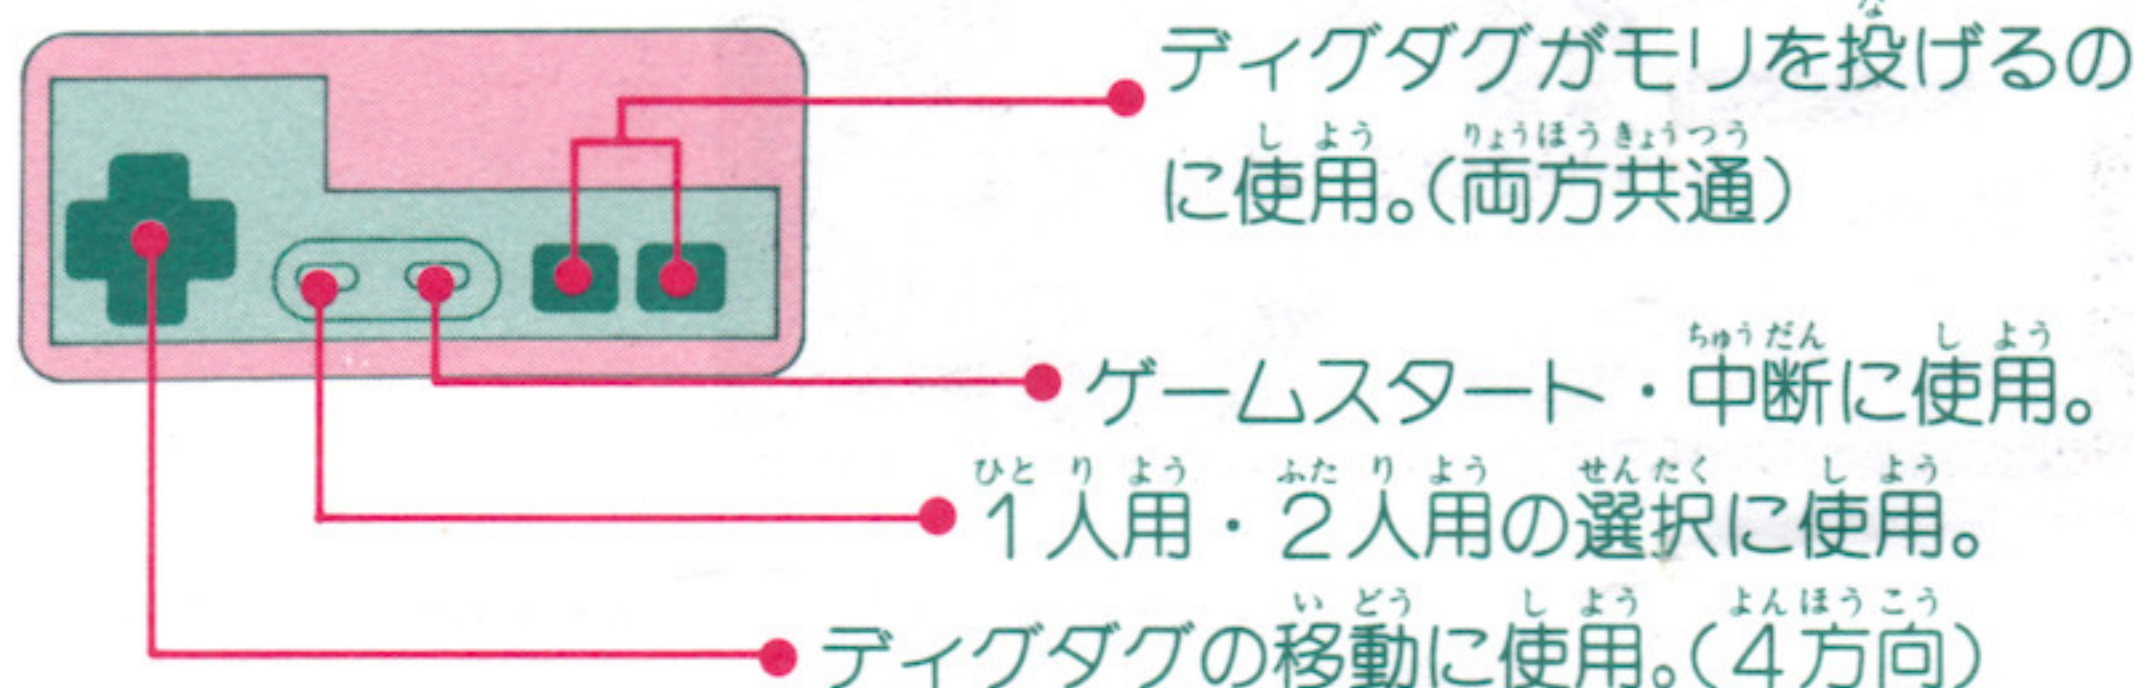 ディグダグがモリを投げるの
に使用。(両方共通)
ゲームスタート・中断に使用。
1人用・2人用の選択に使用。
ディグダグの移動に使用。(4方向)